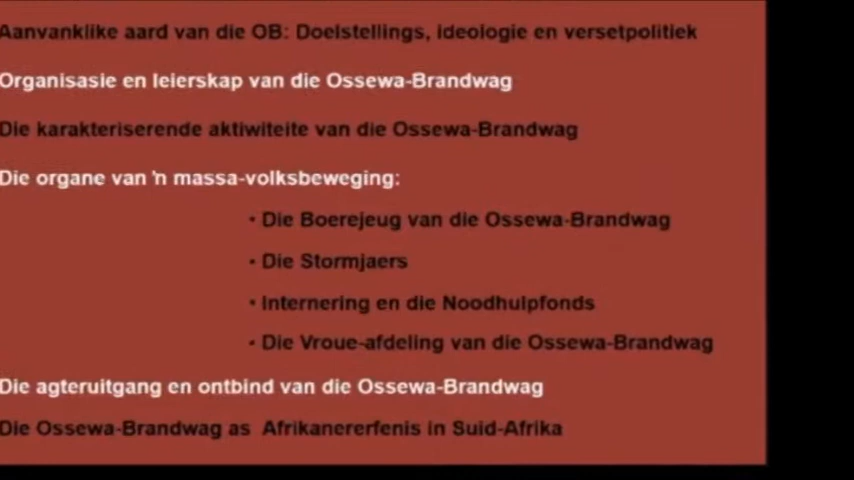 Aanvanklike aard van die OB: Doelstellings, ideologie en versetpolitiek
Organisasie en leierskap van die Ossewa-Brandwag
Die karakteriserende aktiwiteite van die Ossewa-Brandwag
Die organe van 'n massa-volksbeweging:
• Die Boerejeug van die Ossewa-Brandwag
• Die Stormjaers
• Internering en die Noodhulpfonds
• Die Vroue-afdeling van die Ossewa-Brandwag
Die agteruitgang en ontbind van die Ossewa-Brandwag
Die Ossewa-Brandwag as Afrikanererfenis in Suid-Afrika